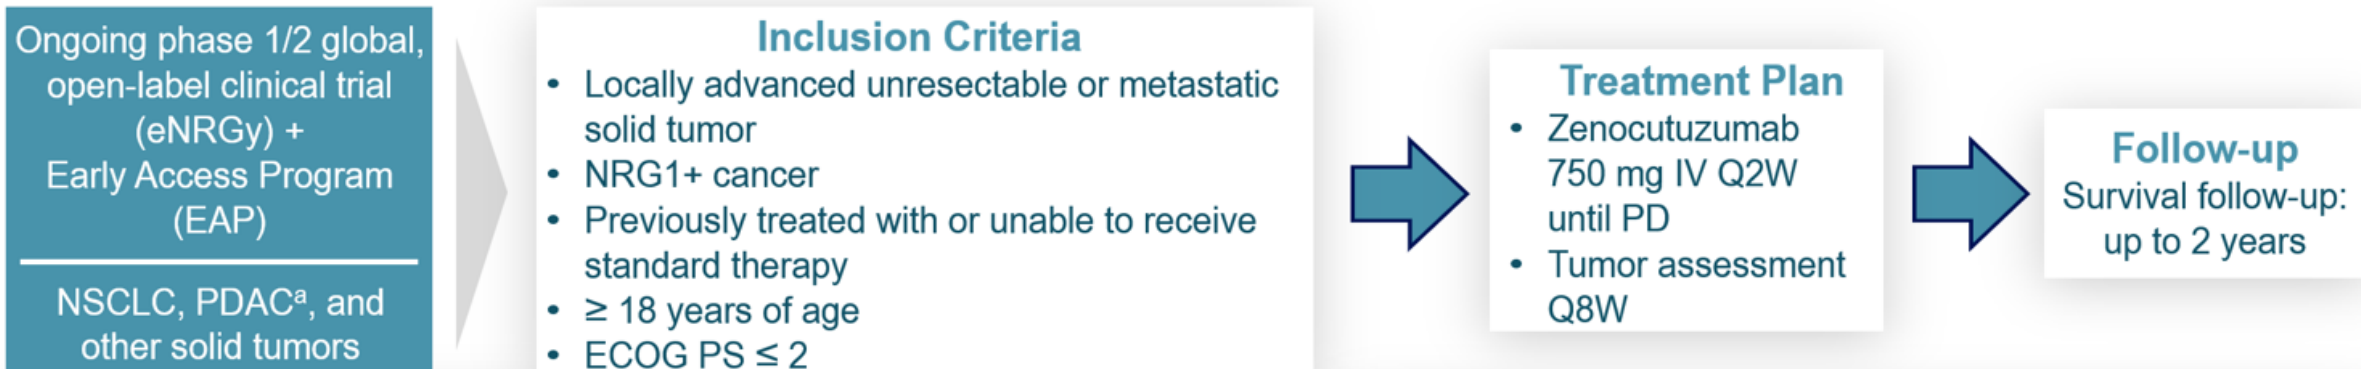 Ongoing phase 1/2 global,
open-label clinical trial
(eNRGy) +
Early Access Program
(EAP)
NSCLC, PDACᵃ, and
other solid tumors
Inclusion Criteria
• Locally advanced unresectable or metastatic
solid tumor
• NRG1+ cancer
• Previously treated with or unable to receive
standard therapy
• ≥ 18 years of age
• ECOG PS ≤ 2
Treatment Plan
• Zenocutuzumab
750 mg IV Q2W
until PD
• Tumor assessment
Q8W
Follow-up
Survival follow-up:
up to 2 years